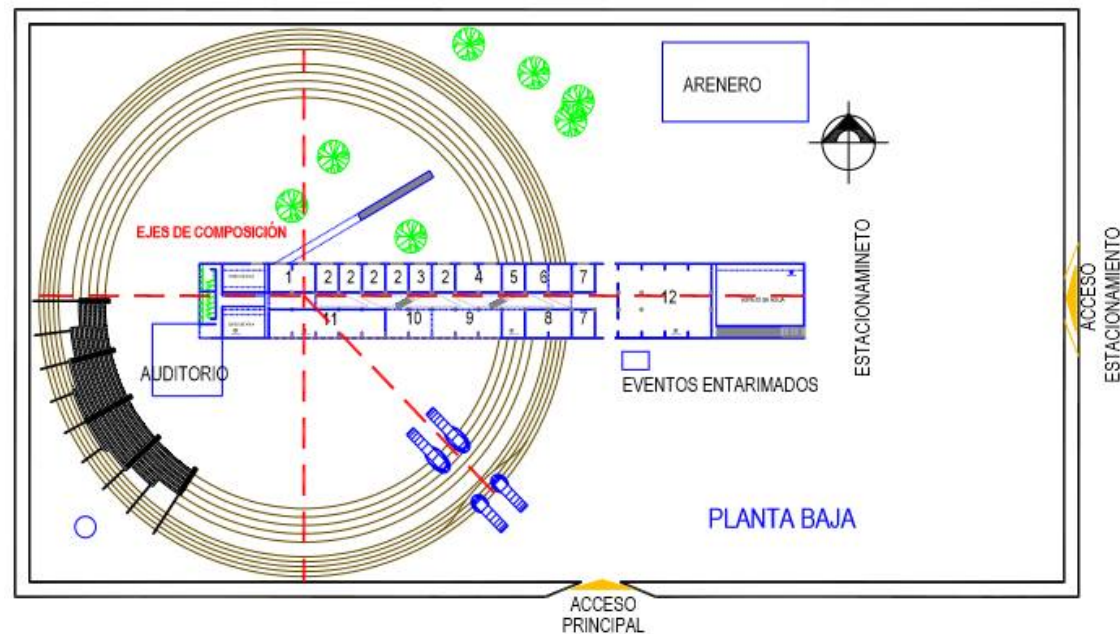 ARENERO
EJES DE COMPOSICIÓN
1 2 2 2 2 3 2 4 5 6 7
12
11 10 9 8 7
AUDITORIO
EVENTOS ENTARIMADOS
ESTACIONAMINETO
ACCESO
ESTACIONAMIENTO
PLANTA BAJA
ACCESO
PRINCIPAL